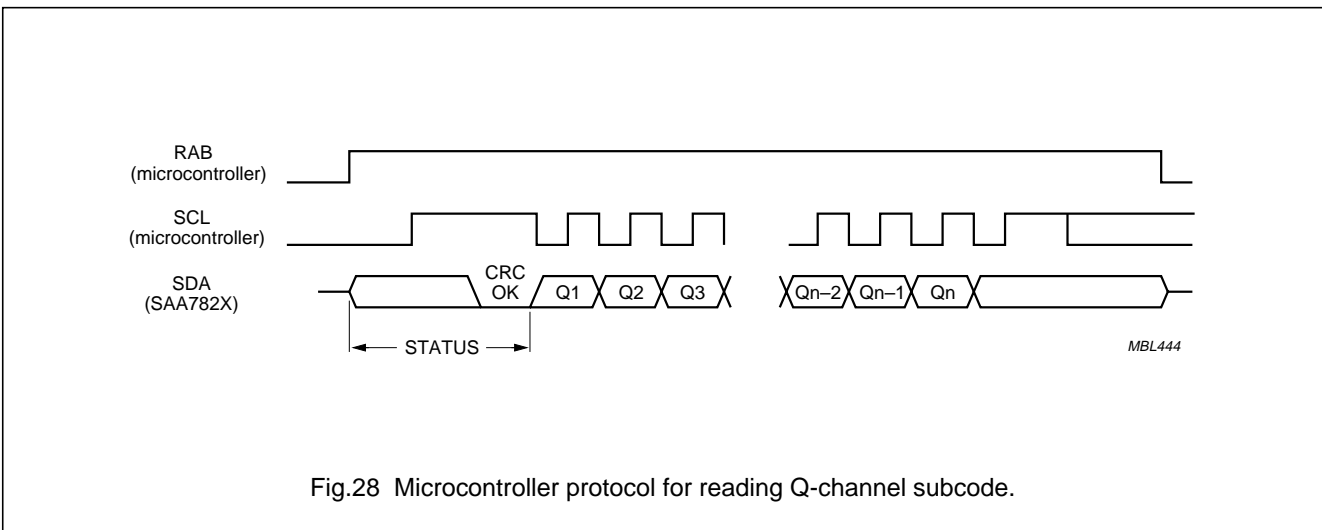 RAB
(microcontroller)
SCL
(microcontroller)
SDA
(SAA782X)
CRC
OK
Q1
Q2
Q3
Qn–2
Qn–1
Qn
STATUS
MBL444
Fig.28 Microcontroller protocol for reading Q-channel subcode.